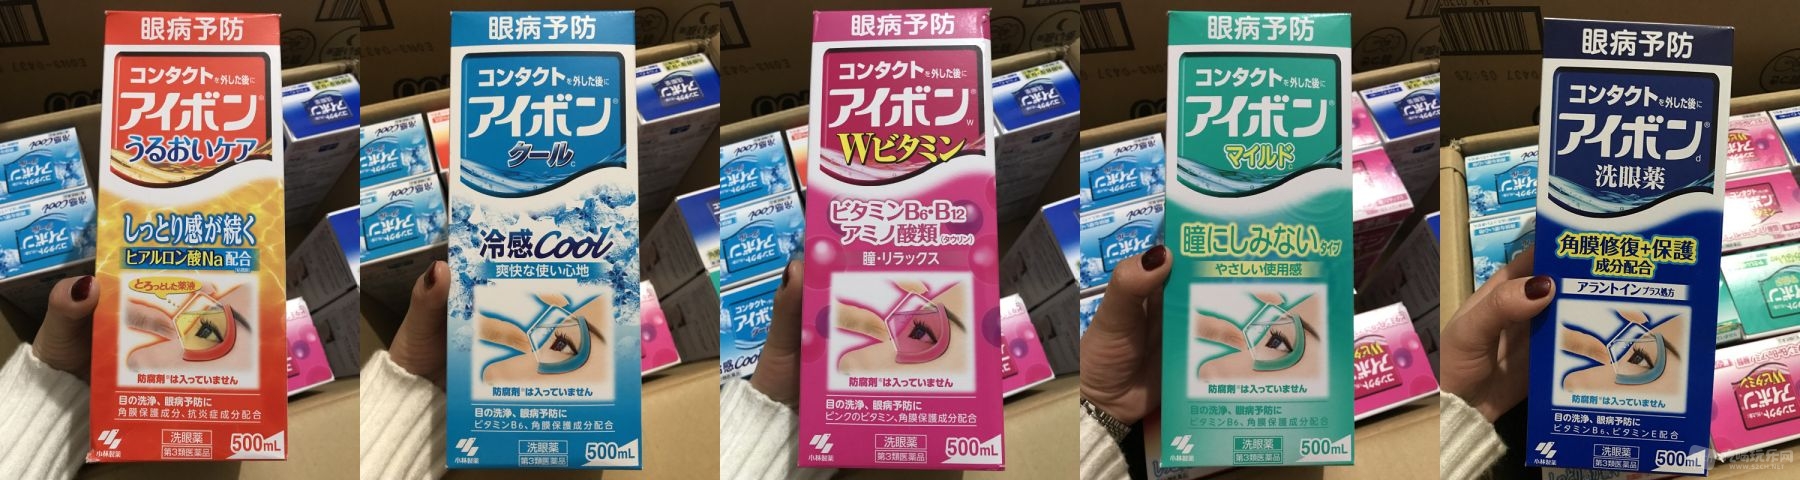 眼病予防
コンタクトを外した後に
アイボン®
うるおいケア
しっとり感が続く
ヒアルロン酸Na配合
とろっとした薬液
防腐剤※は入っていません
目の洗浄、眼病予防に
角膜保護成分、抗炎症成分配合
小林製薬
洗眼薬
第3類医薬品
500mL
眼病予防
コンタクトを外した後に
アイボン®
クールc
冷感Cool
爽快な使い心地
防腐剤※は入っていません
目の洗浄、眼病予防に
ビタミンB6、角膜保護成分配合
小林製薬
洗眼薬
第3類医薬品
500mL
眼病予防
コンタクトを外した後に
アイボン®w
Wビタミン
ビタミンB6・B12
アミノ酸類(タウリン)
瞳・リラックス
防腐剤※は入っていません
目の洗浄、眼病予防に
ピンクのビタミン、角膜保護成分配合
小林製薬
洗眼薬
第3類医薬品
500mL
眼病予防
コンタクトを外した後に
アイボン®
マイルドc
瞳にしみないタイプ
やさしい使用感
防腐剤※は入っていません
目の洗浄、眼病予防に
ビタミンB6、角膜保護成分配合
小林製薬
洗眼薬
第3類医薬品
500mL
眼病予防
コンタクトを外した後に
アイボン®d
洗眼薬
角膜修復+保護
成分配合
アラントインプラス処方
防腐剤※は入っていません
目の洗浄、眼病予防に
ビタミンB6、ビタミンE配合
小林製薬
洗眼薬
第3類医薬品
500mL